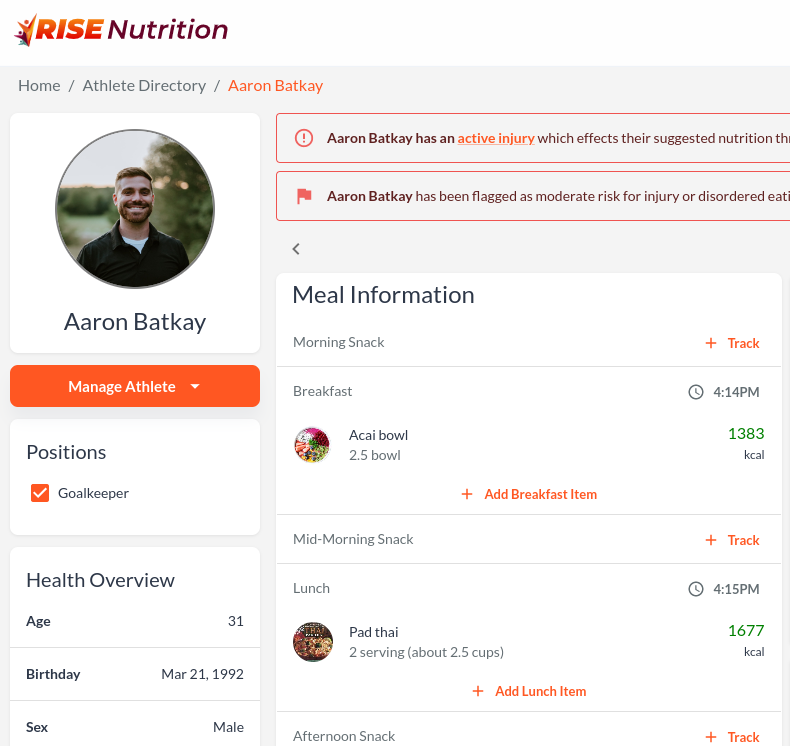 RISE Nutrition
Home / Athlete Directory / Aaron Batkay
Aaron Batkay
Manage Athlete
Positions
Goalkeeper
Health Overview
Age 31
Birthday Mar 21, 1992
Sex Male
Aaron Batkay has an active injury which effects their suggested nutrition
Aaron Batkay has been flagged as moderate risk for injury or disordered
Meal Information
Morning Snack + Track
Breakfast 4:14PM
Acai bowl 1383
2.5 bowl kcal
+ Add Breakfast Item
Mid-Morning Snack + Track
Lunch 4:15PM
Pad thai 1677
2 serving (about 2.5 cups) kcal
+ Add Lunch Item
Afternoon Snack + Track